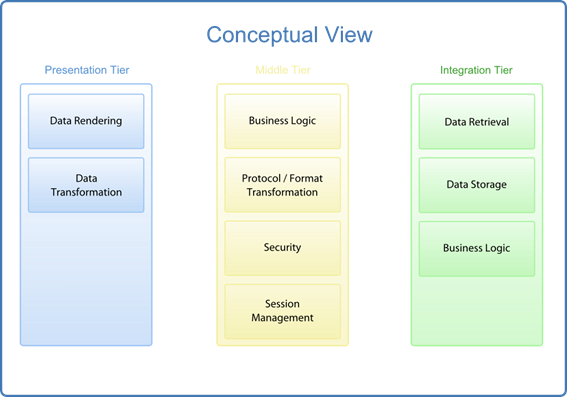 Conceptual View
Presentation Tier
Data Rendering
Data
Transformation
Middle Tier
Business Logic
Protocol / Format
Transformation
Security
Session
Management
Integration Tier
Data Retrieval
Data Storage
Business Logic